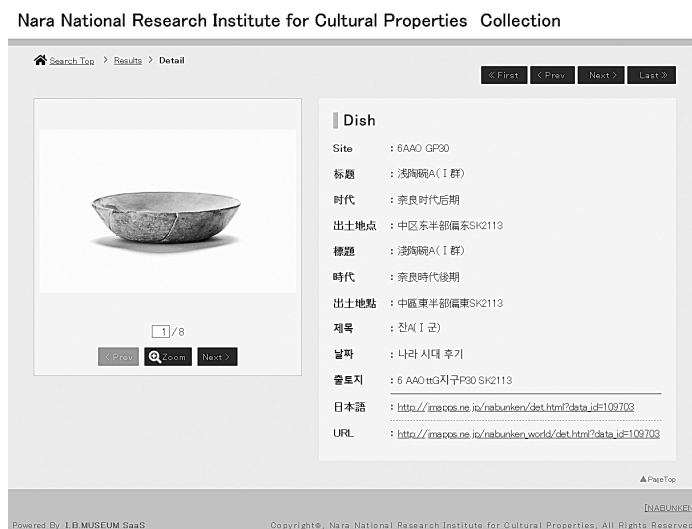 Nara National Research Institute for Cultural Properties Collection
Search Top > Results > Detail
« First < Prev Next > Last »
Dish
Site : 6AAO GP30
标题 : 浅陶碗A(Ⅰ群)
时代 : 奈良时代后期
出土地点 : 中区东半部偏东SK2113
標題 : 淺陶碗A(Ⅰ群)
時代 : 奈良時代後期
出土地點 : 中區東半部偏東SK2113
제목 : 잔A(Ⅰ군)
날짜 : 나라 시대 후기
출토지 : 6 AAOttG지구P30 SK2113
日本語 : http://jmapps.ne.jp/nabunken/det.html?data_id=109703
URL : http://jmapps.ne.jp/nabunken_world/det.html?data_id=109703
1 / 8
< Prev Zoom Next >
▲PageTop
[NABUNKEN
Powered By I.B.MUSEUM SaaS
Copyright©, Nara National Research Institute for Cultural Properties, All Rights Reserve